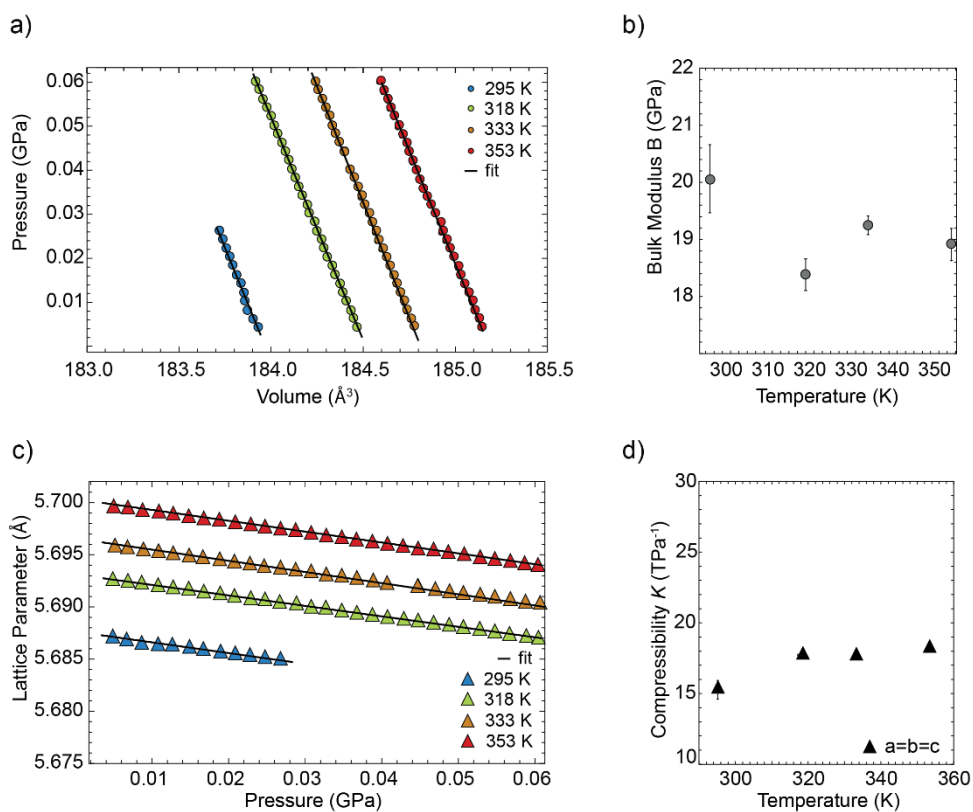 a)
Pressure (GPa)
0.06
0.05
0.04
0.03
0.02
0.01
295 K
318 K
333 K
353 K
fit
183.0 183.5 184.0 184.5 185.0 185.5
Volume (Å³)
b)
Bulk Modulus B (GPa)
22
21
20
19
18
300 310 320 330 340 350
Temperature (K)
c)
Lattice Parameter (Å)
5.700
5.695
5.690
5.685
5.680
5.675
fit
295 K
318 K
333 K
353 K
0.01 0.02 0.03 0.04 0.05 0.06
Pressure (GPa)
d)
Compressibility K (TPa⁻¹)
30
25
20
15
10
a=b=c
300 320 340 360
Temperature (K)